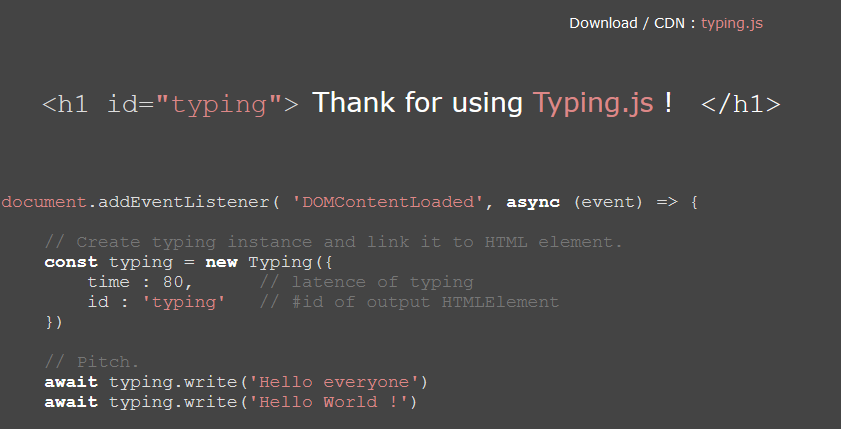 Download / CDN : typing.js
<h1 id="typing"> Thank for using Typing.js ! </h1>
document.addEventListener( 'DOMContentLoaded', async (event) => {
// Create typing instance and link it to HTML element.
const typing = new Typing({
time : 80, // latence of typing
id : 'typing' // #id of output HTMLElement
})
// Pitch.
await typing.write('Hello everyone')
await typing.write('Hello World !')